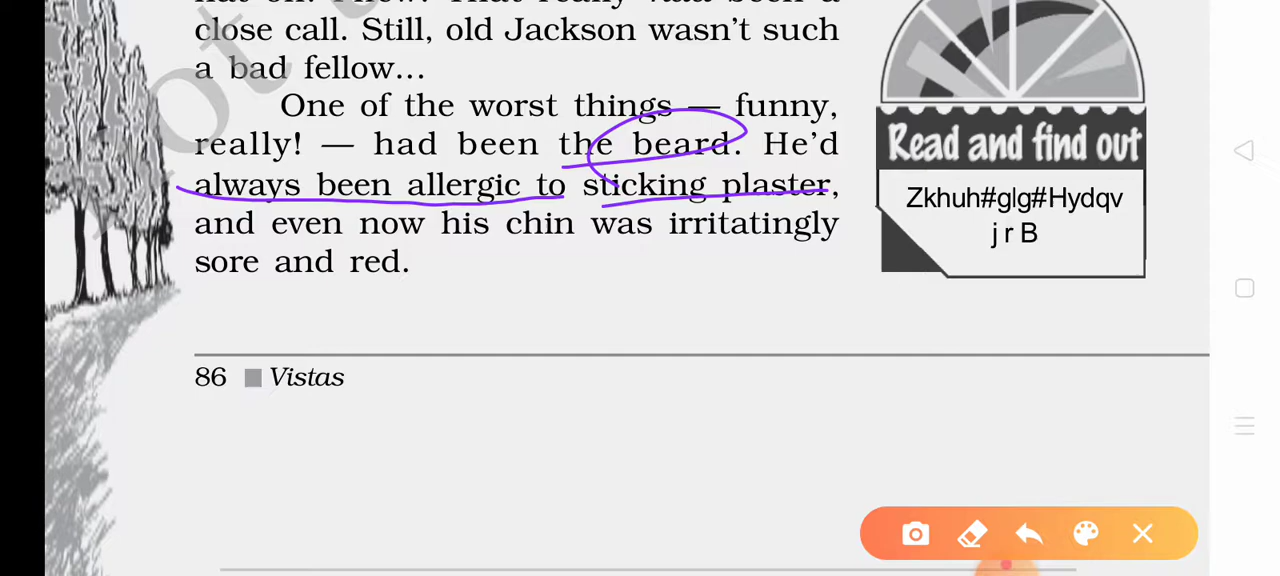 close call. Still, old Jackson wasn't such
a bad fellow...
One of the worst things — funny,
really! — had been the beard. He'd
always been allergic to sticking plaster,
and even now his chin was irritatingly
sore and red.
Read and find out
Zkhuh#glg#Hydqv
j r B
86 Vistas